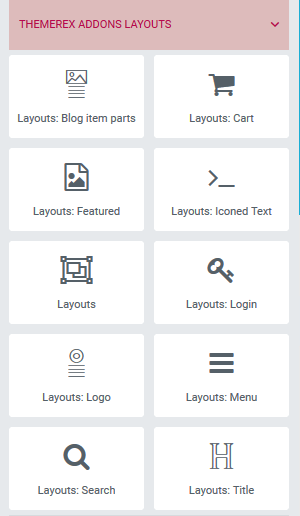 THEMEREX ADDONS LAYOUTS
Layouts: Blog item parts
Layouts: Cart
Layouts: Featured
Layouts: Iconed Text
Layouts
Layouts: Login
Layouts: Logo
Layouts: Menu
Layouts: Search
Layouts: Title